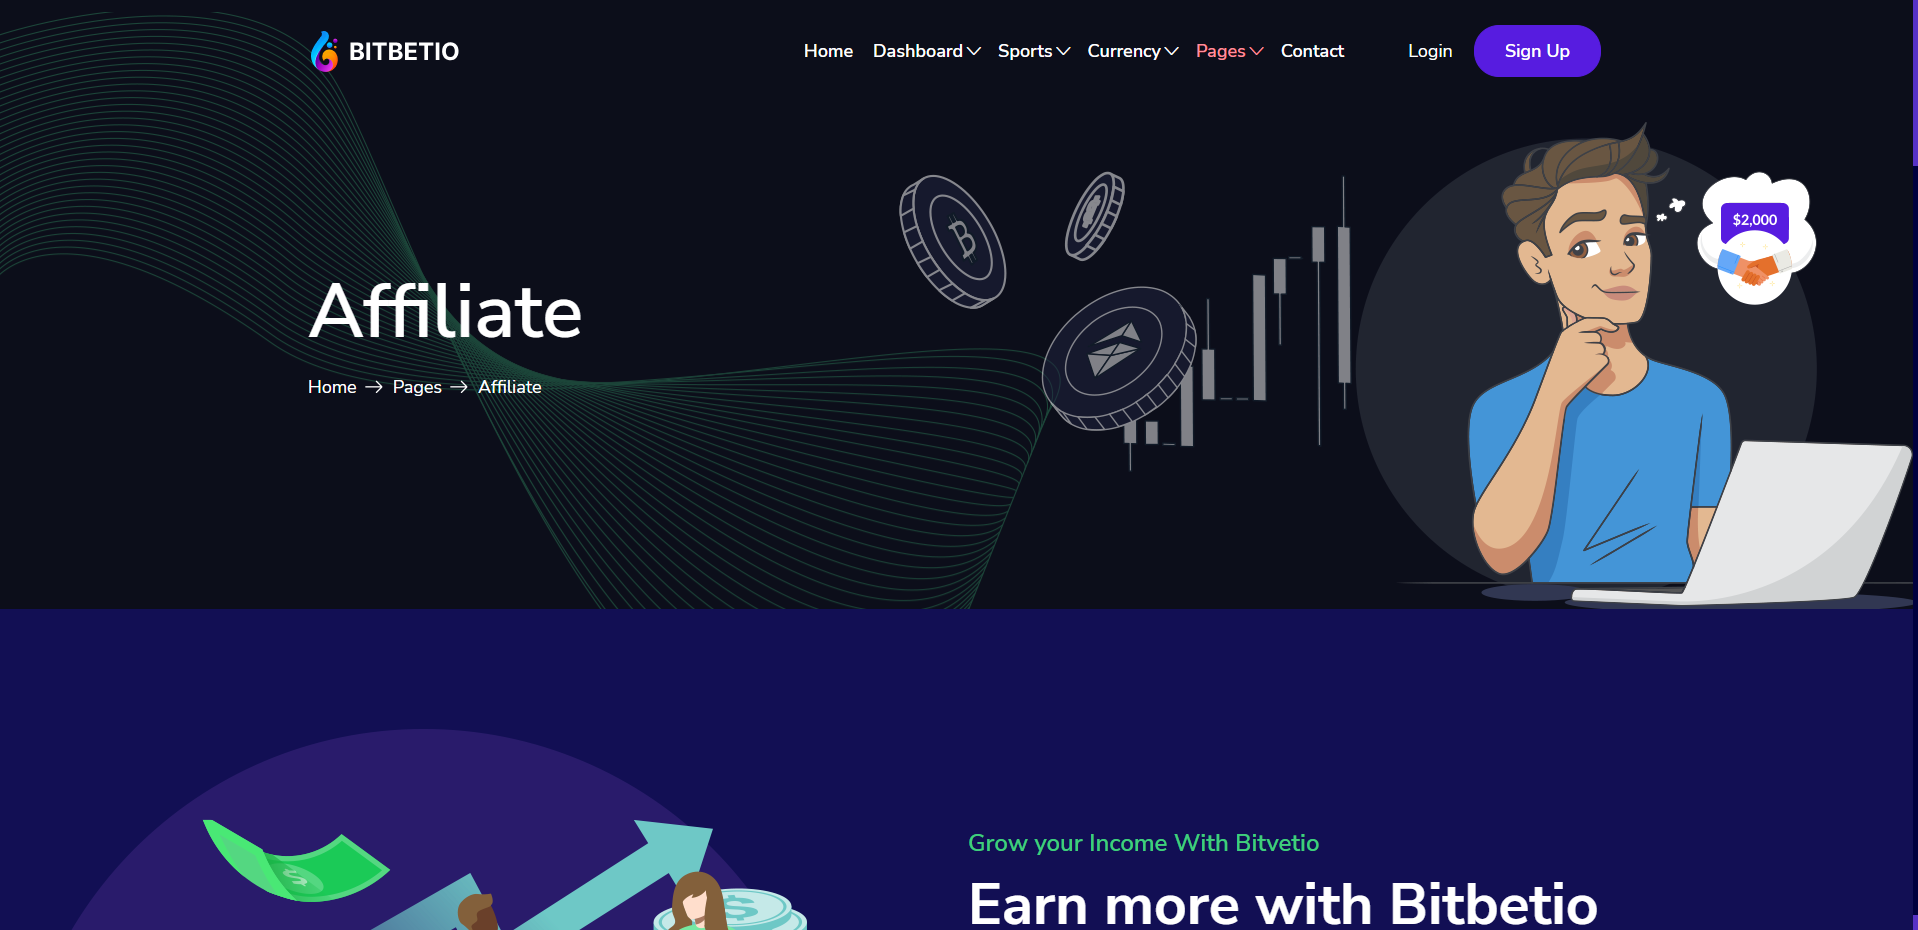 BITBETIO
Home Dashboard Sports Currency Pages Contact Login Sign Up
$2,000
Affiliate
Home → Pages → Affiliate
Grow your Income With Bitvetio
Earn more with Bitbetio